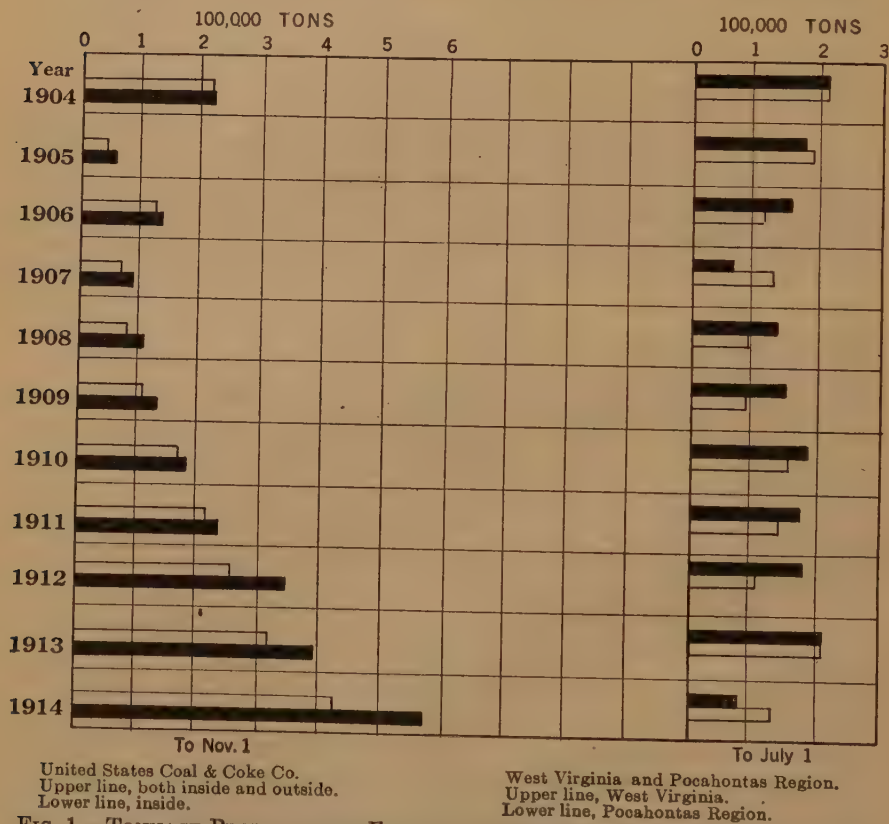 100,000 TONS
0 1 2 3 4 5 6
100,000 TONS
0 1 2 3
Year
1904
1905
1906
1907
1908
1909
1910
1911
1912
1913
1914
To Nov. 1
To July 1
United States Coal & Coke Co.
Upper line, both inside and outside.
Lower line, inside.
West Virginia and Pocahontas Region.
Upper line, West Virginia.
Lower line, Pocahontas Region.